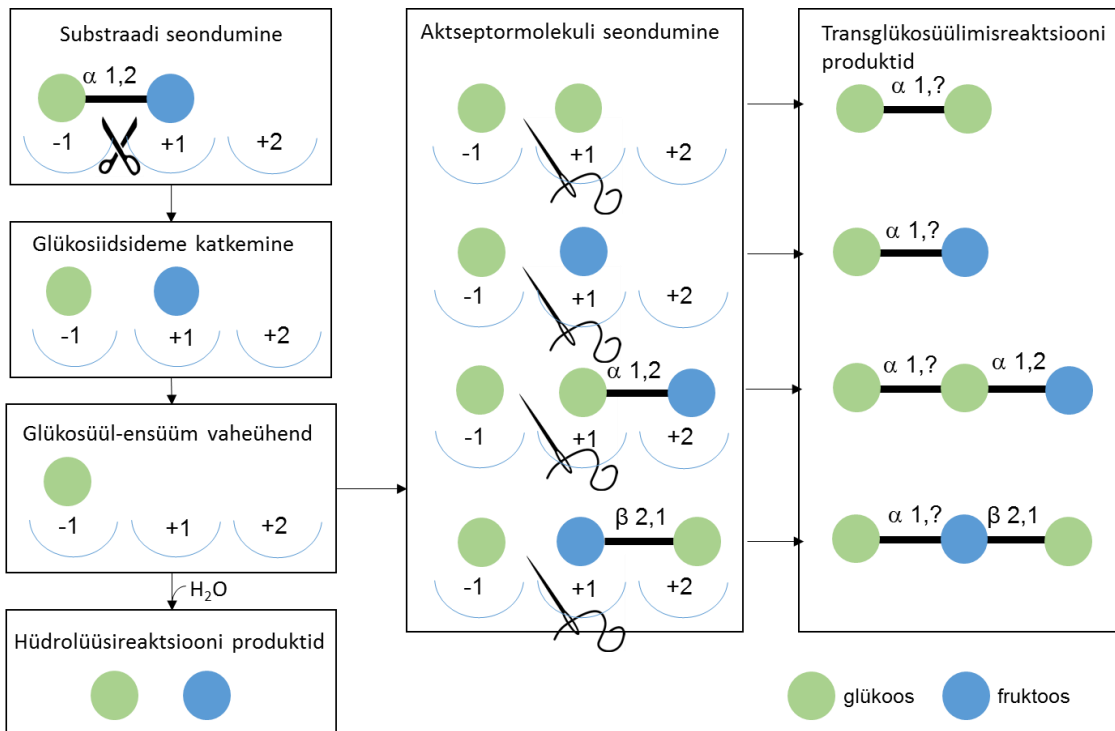 Substraadi seondumine
α 1,2
-1 +1 +2
Glükosiidsideme katkemine
-1 +1 +2
Glükosüül-ensüüm vaheühend
-1 +1 +2
H₂O
Hüdrolüüsireaktsiooni produktid
Aktseptormolekuli seondumine
-1 +1 +2
-1 +1 +2
α 1,2
-1 +1 +2
β 2,1
-1 +1 +2
Transglükosüülimisreaktsiooni
produktid
α 1,?
α 1,?
α 1,? α 1,2
α 1,? β 2,1
glükoos fruktoos